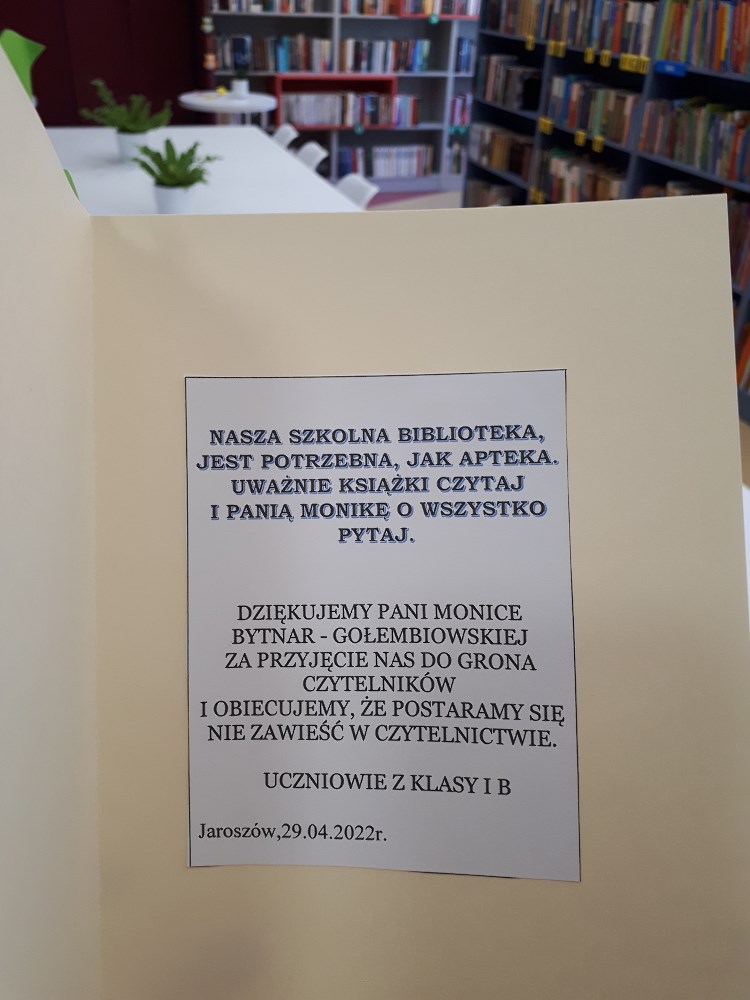 NASZA SZKOLNA BIBLIOTEKA,
JEST POTRZEBNA, JAK APTEKA.
UWAŻNIE KSIĄŻKI CZYTAJ
I PANIĄ MONIKĘ O WSZYSTKO
PYTAJ.
DZIĘKUJEMY PANI MONICE
BYTNAR - GOŁEMBIOWSKIEJ
ZA PRZYJĘCIE NAS DO GRONA
CZYTELNIKÓW
I OBIECUJEMY, ŻE POSTARAMY SIĘ
NIE ZAWIEŚĆ W CZYTELNICTWIE.
UCZNIOWIE Z KLASY I B
Jaroszów,29.04.2022r.